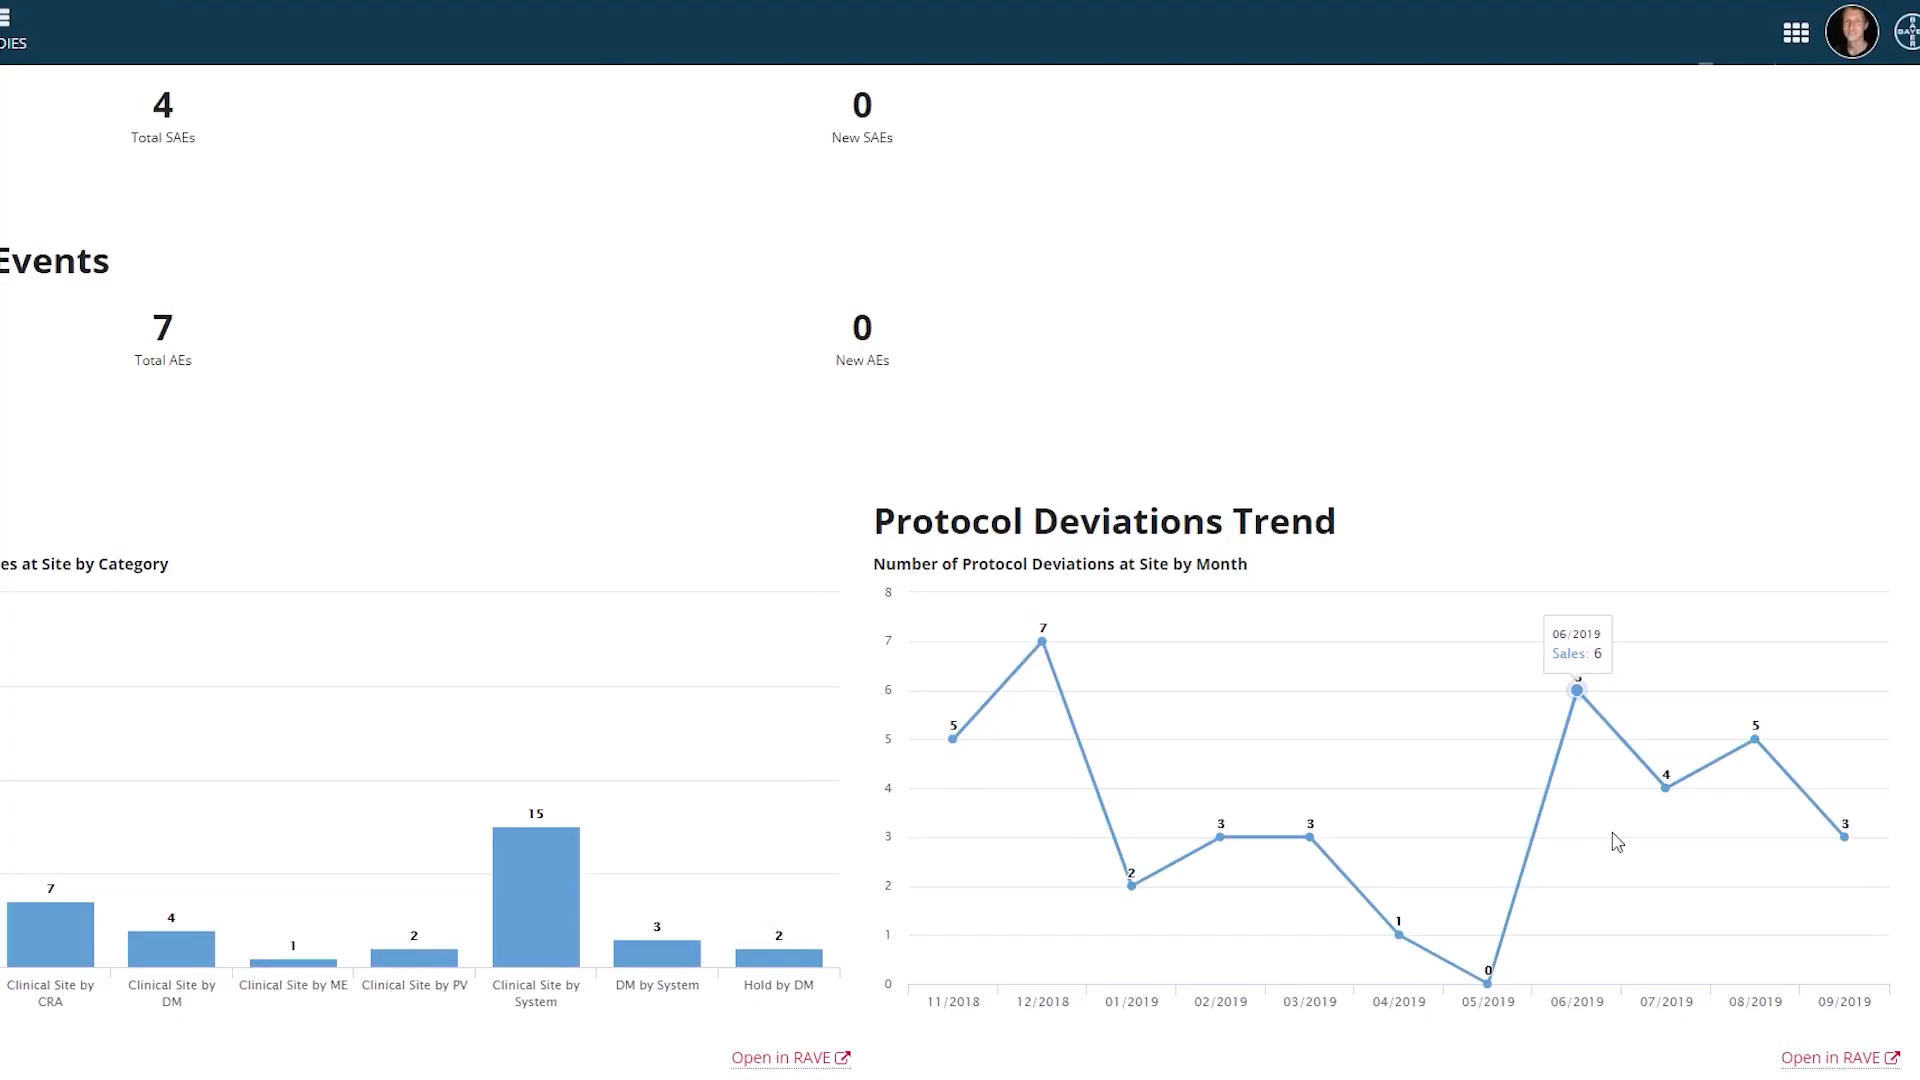 DIES
BAYER
4
Total SAEs
0
New SAEs
Events
7
Total AEs
0
New AEs
Protocol Deviations Trend
es at Site by Category
7
4
1
2
15
3
2
Clinical Site by CRA
Clinical Site by DM
Clinical Site by ME
Clinical Site by PV
Clinical Site by System
DM by System
Hold by DM
Open in RAVE
Number of Protocol Deviations at Site by Month
8
7
6
5
4
3
2
1
0
5
7
2
3
3
1
0
06/2019
Sales: 6
4
5
3
11/2018
12/2018
01/2019
02/2019
03/2019
04/2019
05/2019
06/2019
07/2019
08/2019
09/2019
Open in RAVE